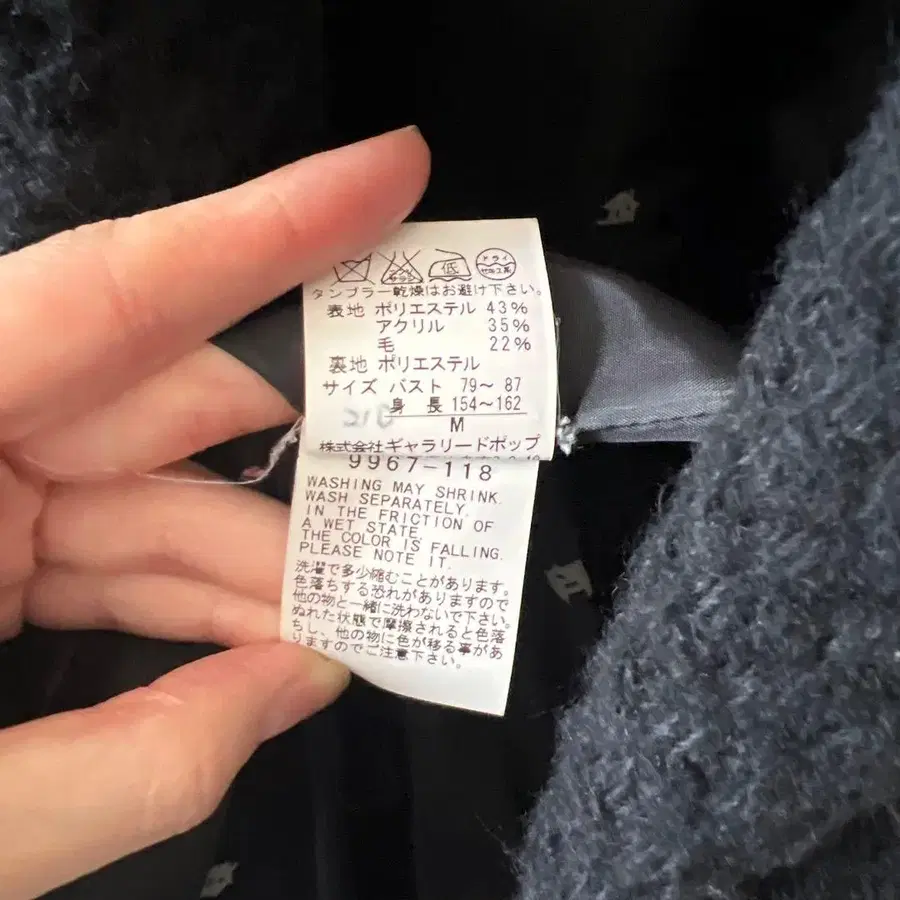 低
ドライ
セキユ系
タンブラー乾燥はお避け下さい。
表地 ポリエステル 43%
アクリル 35%
毛 22%
裏地 ポリエステル
サイズ バスト 79〜 87
身 長 154〜162
M
株式会社ギャラリードポップ
9967-118
WASHING MAY SHRINK.
WASH SEPARATELY.
IN THE FRICTION OF
A WET STATE,
THE COLOR IS FALLING.
PLEASE NOTE IT.
洗濯で多少縮むことがあります。
色落ちする恐れがありますので
他の物と一緒に洗わないで下さい。
ぬれた状態で摩擦されると色落
ちし、他の物に色が移る事があ
りますのでご注意下さい。